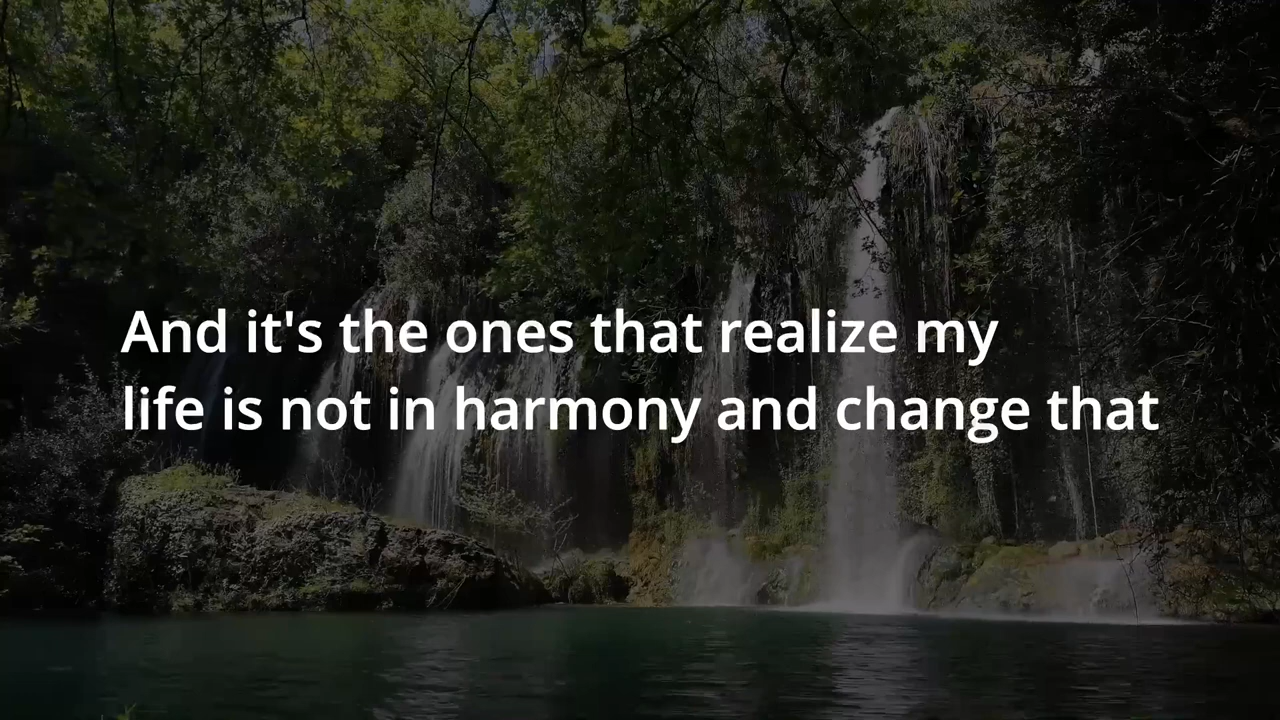 And it's the ones that realize my
life is not in harmony and change that